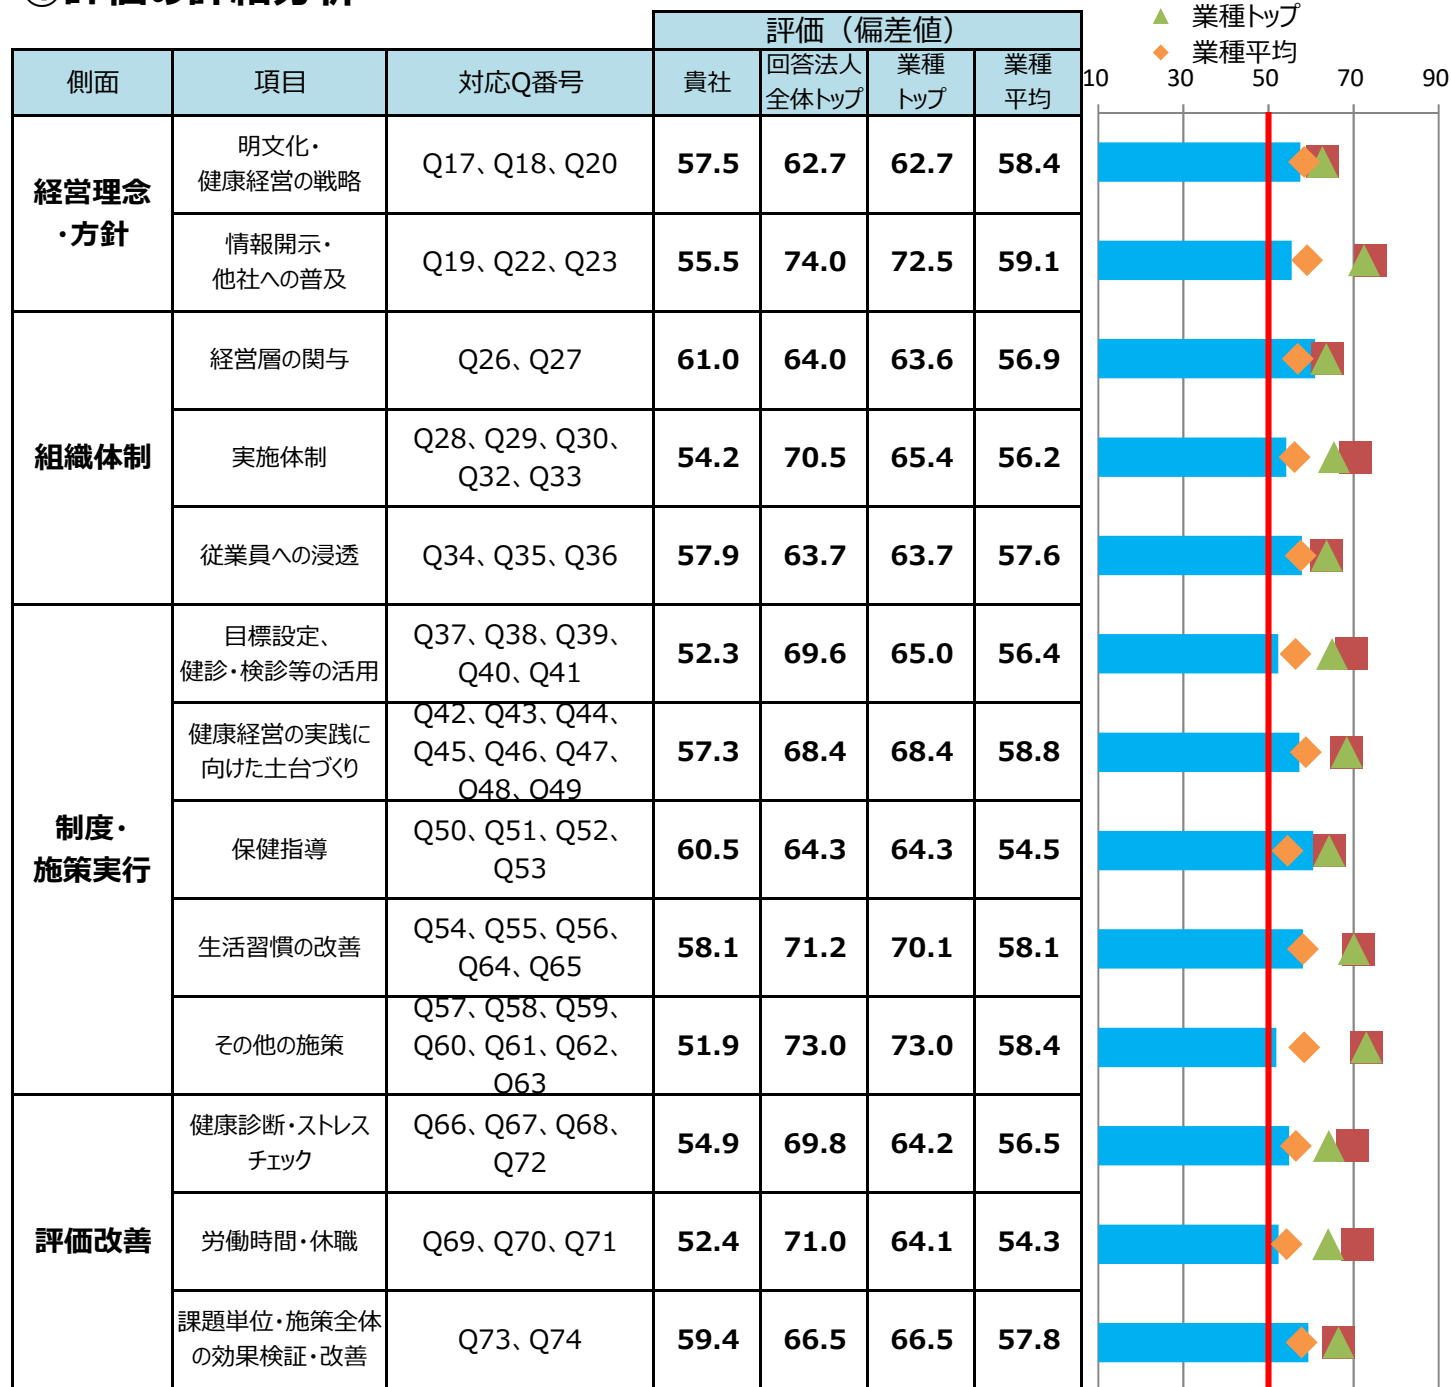 ▲ 業種トップ
◆ 業種平均
評価（偏差値）
側面 項目 対応Q番号 貴社 回答法人 業種 業種
全体トップ トップ 平均
10 30 50 70 90
経営理念
・方針
明文化・
健康経営の戦略
Q17、Q18、Q20 57.5 62.7 62.7 58.4
情報開示・
他社への普及
Q19、Q22、Q23 55.5 74.0 72.5 59.1
組織体制
経営層の関与 Q26、Q27 61.0 64.0 63.6 56.9
実施体制
Q28、Q29、Q30、
Q32、Q33
54.2 70.5 65.4 56.2
従業員への浸透 Q34、Q35、Q36 57.9 63.7 63.7 57.6
制度・
施策実行
目標設定、
健診・検診等の活用
Q37、Q38、Q39、
Q40、Q41
52.3 69.6 65.0 56.4
健康経営の実践に
向けた土台づくり
Q42、Q43、Q44、
Q45、Q46、Q47、
Q48、Q49
57.3 68.4 68.4 58.8
保健指導
Q50、Q51、Q52、
Q53
60.5 64.3 64.3 54.5
生活習慣の改善
Q54、Q55、Q56、
Q64、Q65
58.1 71.2 70.1 58.1
その他の施策
Q57、Q58、Q59、
Q60、Q61、Q62、
Q63
51.9 73.0 73.0 58.4
評価改善
健康診断・ストレス
チェック
Q66、Q67、Q68、
Q72
54.9 69.8 64.2 56.5
労働時間・休職 Q69、Q70、Q71 52.4 71.0 64.1 54.3
課題単位・施策全体
の効果検証・改善
Q73、Q74 59.4 66.5 66.5 57.8